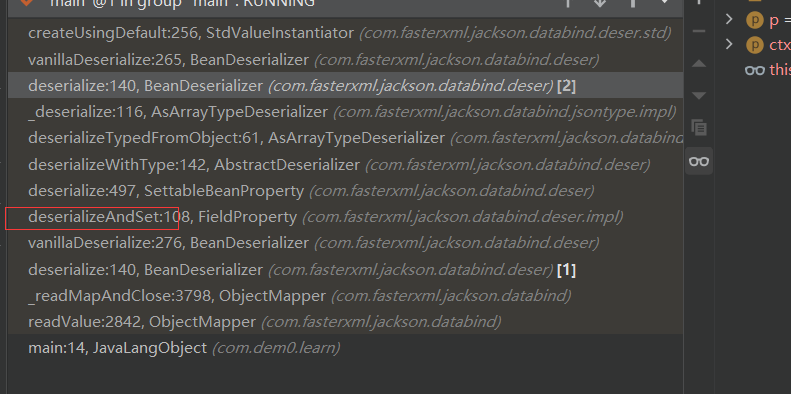 "main"@1 in group "main": RUNNING
createUsingDefault:256, StdValueInstantiator (com.fasterxml.jackson.databind.deser.std)
p =
vanillaDeserialize:265, BeanDeserializer (com.fasterxml.jackson.databind.deser)
ctx
deserialize:140, BeanDeserializer (com.fasterxml.jackson.databind.deser) [2]
this
_deserialize:116, AsArrayTypeDeserializer (com.fasterxml.jackson.databind.jsontype.impl)
deserializeTypedFromObject:61, AsArrayTypeDeserializer (com.fasterxml.jackson.databind
deserializeWithType:142, AbstractDeserializer (com.fasterxml.jackson.databind.deser)
deserialize:497, SettableBeanProperty (com.fasterxml.jackson.databind.deser)
deserializeAndSet:108, FieldProperty (com.fasterxml.jackson.databind.deser.impl)
vanillaDeserialize:276, BeanDeserializer (com.fasterxml.jackson.databind.deser)
deserialize:140, BeanDeserializer (com.fasterxml.jackson.databind.deser) [1]
_readMapAndClose:3798, ObjectMapper (com.fasterxml.jackson.databind)
readValue:2842, ObjectMapper (com.fasterxml.jackson.databind)
main:14, JavaLangObject (com.dem0.learn)